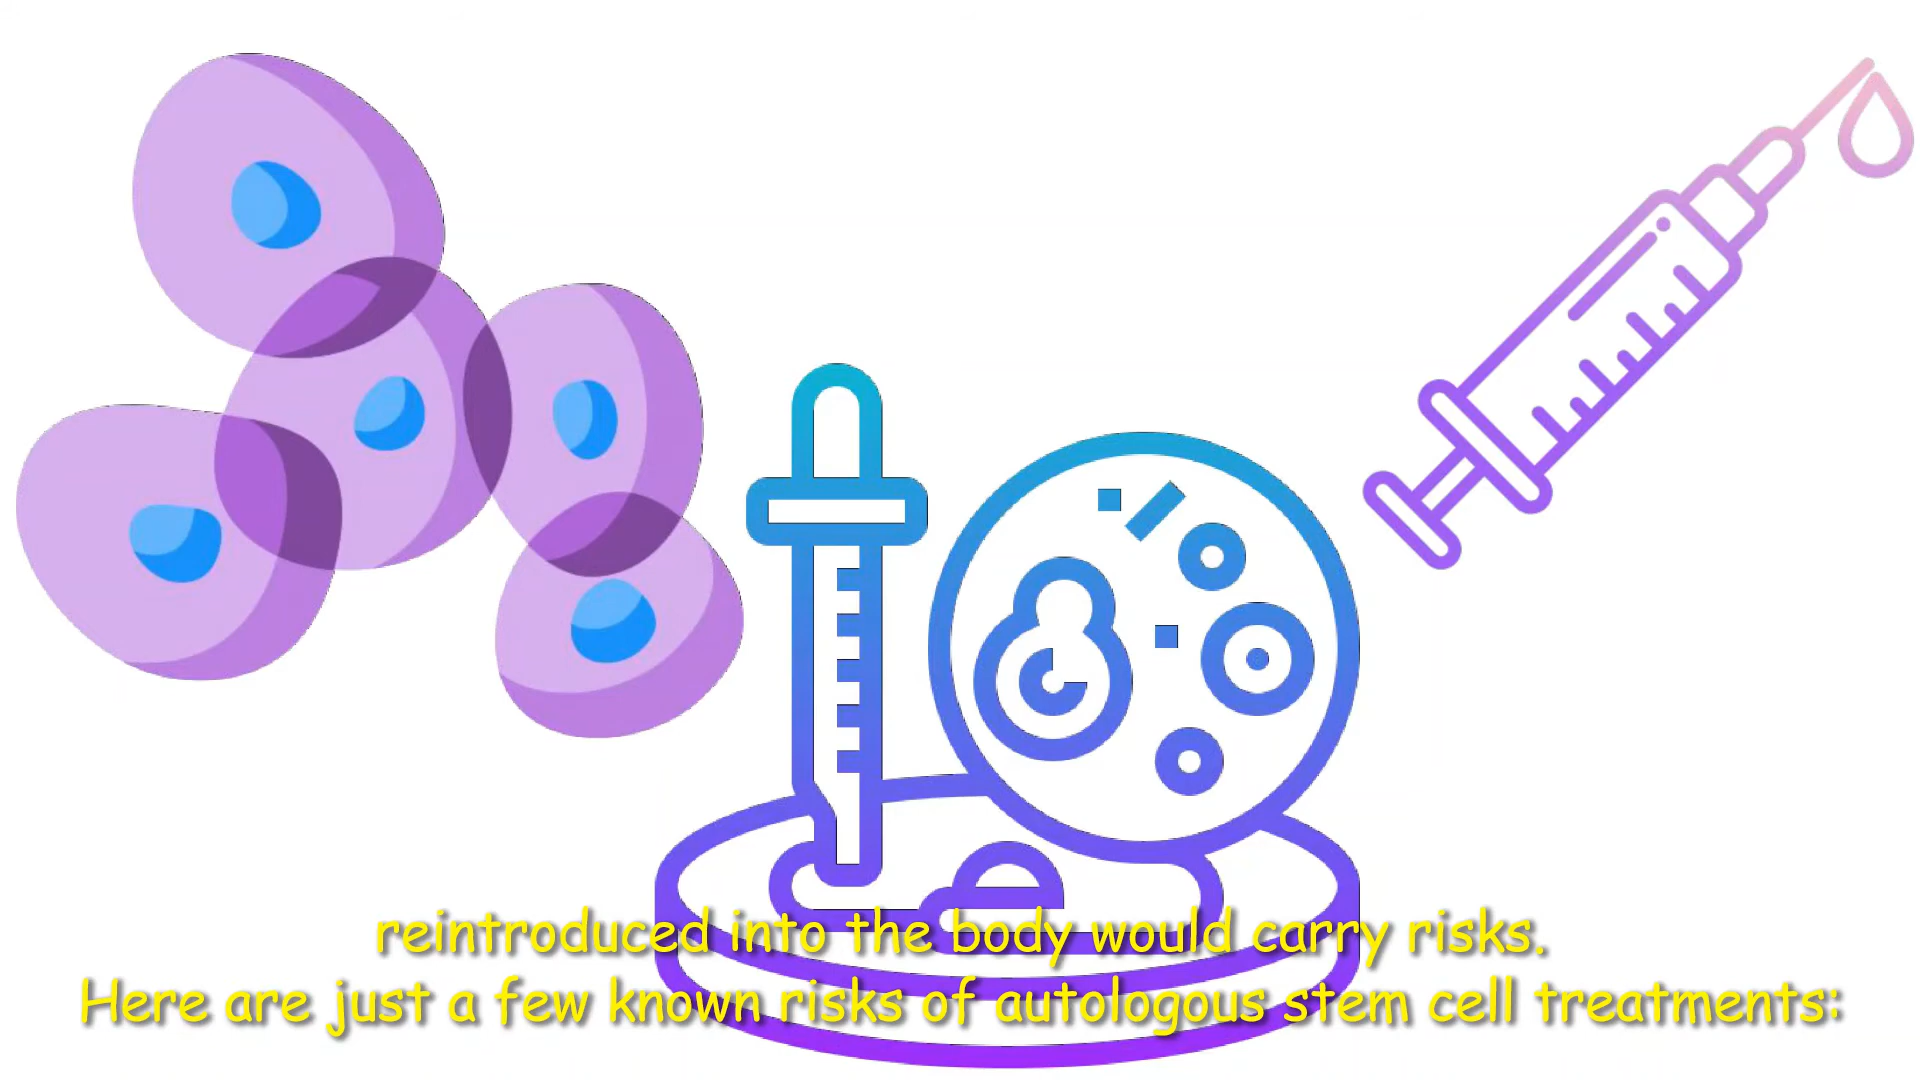 reintroduced into the body would carry risks.
Here are just a few known risks of autologous stem cell treatments: